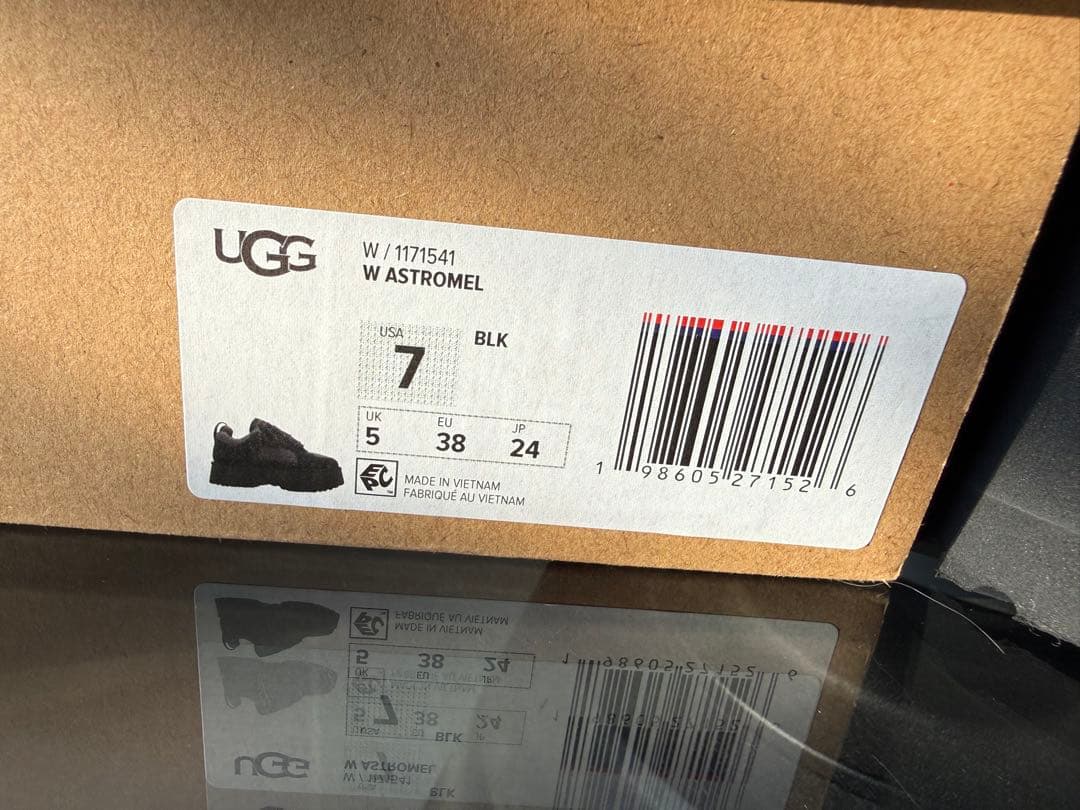 UGG
W / 1171541
W ASTROMEL
USA
7
BLK
UK
5
EU
38
JP
24
EPC
MADE IN VIETNAM
FABRIQUÉ AU VIETNAM
1 98605 27152 6